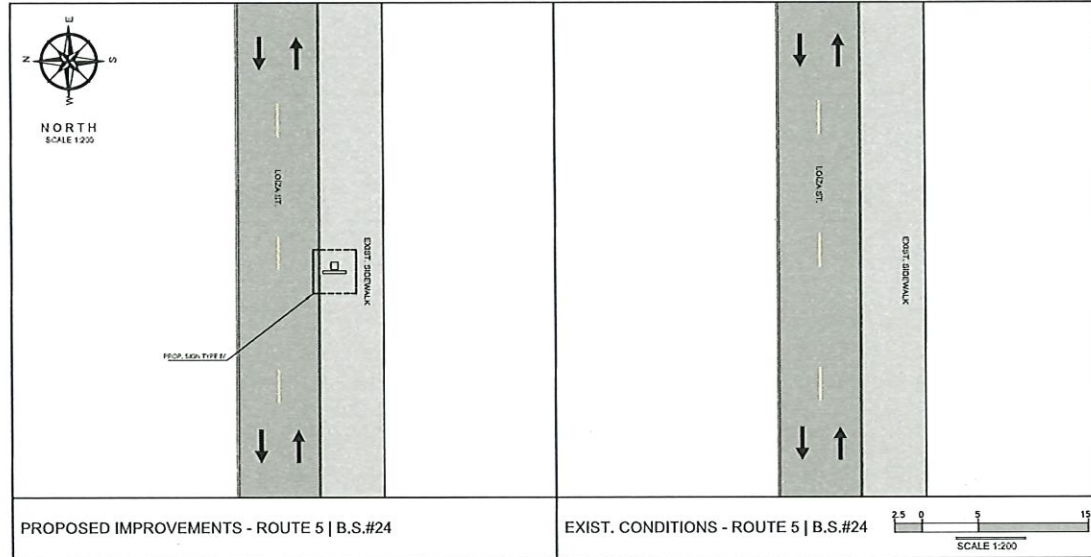 E
N
S
W
NORTH
SCALE 1:200
LOIZA ST.
EXIST. SIDEWALK
PROP. SIGN TYPE
PROPOSED IMPROVEMENTS - ROUTE 5 | B.S.#24
LOIZA ST.
EXIST. SIDEWALK
EXIST. CONDITIONS - ROUTE 5 | B.S.#24
2.5 0 5 15
SCALE 1:200